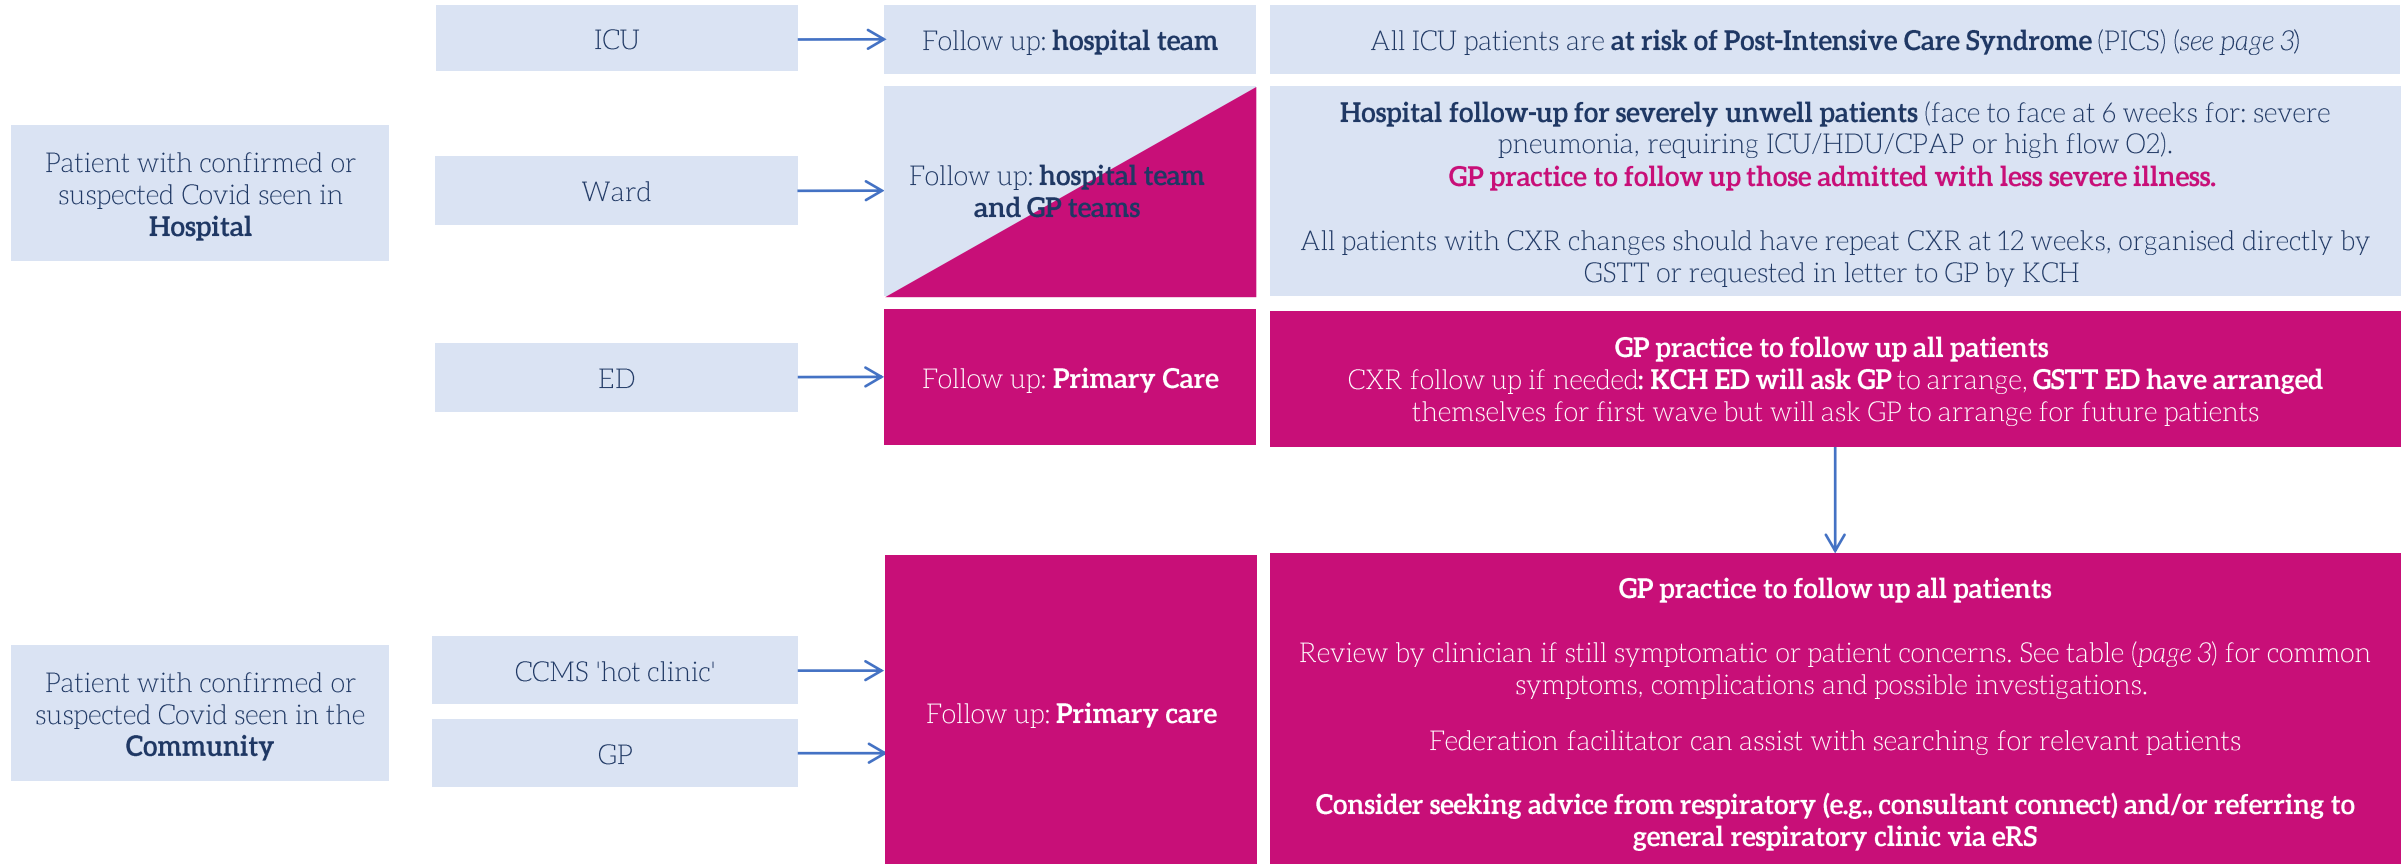 ICU
Follow up: hospital team
All ICU patients are at risk of Post-Intensive Care Syndrome (PICS) (see page 3)
Patient with confirmed or
suspected Covid seen in
Hospital
Ward
Follow up: hospital team
and GP teams
Hospital follow-up for severely unwell patients (face to face at 6 weeks for: severe
pneumonia, requiring ICU/HDU/CPAP or high flow O2).
GP practice to follow up those admitted with less severe illness.
All patients with CXR changes should have repeat CXR at 12 weeks, organised directly by
GSTT or requested in letter to GP by KCH
ED
Follow up: Primary Care
GP practice to follow up all patients
CXR follow up if needed: KCH ED will ask GP to arrange, GSTT ED have arranged
themselves for first wave but will ask GP to arrange for future patients
Patient with confirmed or
suspected Covid seen in the
Community
CCMS 'hot clinic'
GP
Follow up: Primary care
GP practice to follow up all patients
Review by clinician if still symptomatic or patient concerns. See table (page 3) for common
symptoms, complications and possible investigations.
Federation facilitator can assist with searching for relevant patients
Consider seeking advice from respiratory (e.g., consultant connect) and/or referring to
general respiratory clinic via eRS